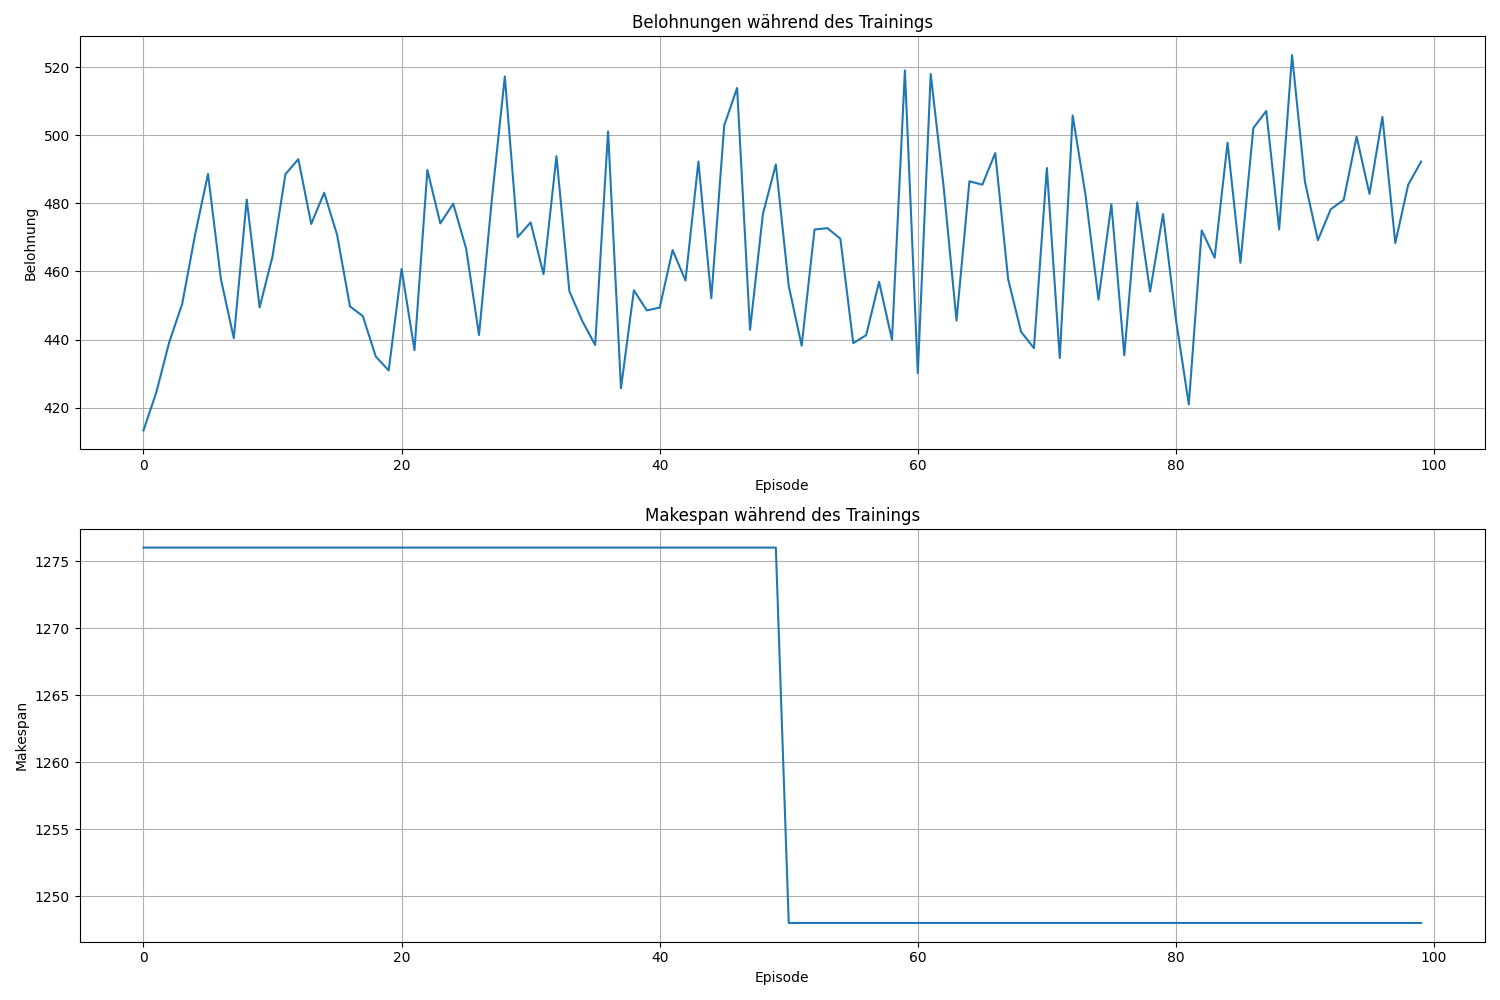 Belohnungen während des Trainings
520
500
480
460
440
420
Belohnung
0 20 40 60 80 100
Episode
Makespan während des Trainings
1275
1270
1265
1260
1255
1250
Makespan
0 20 40 60 80 100
Episode